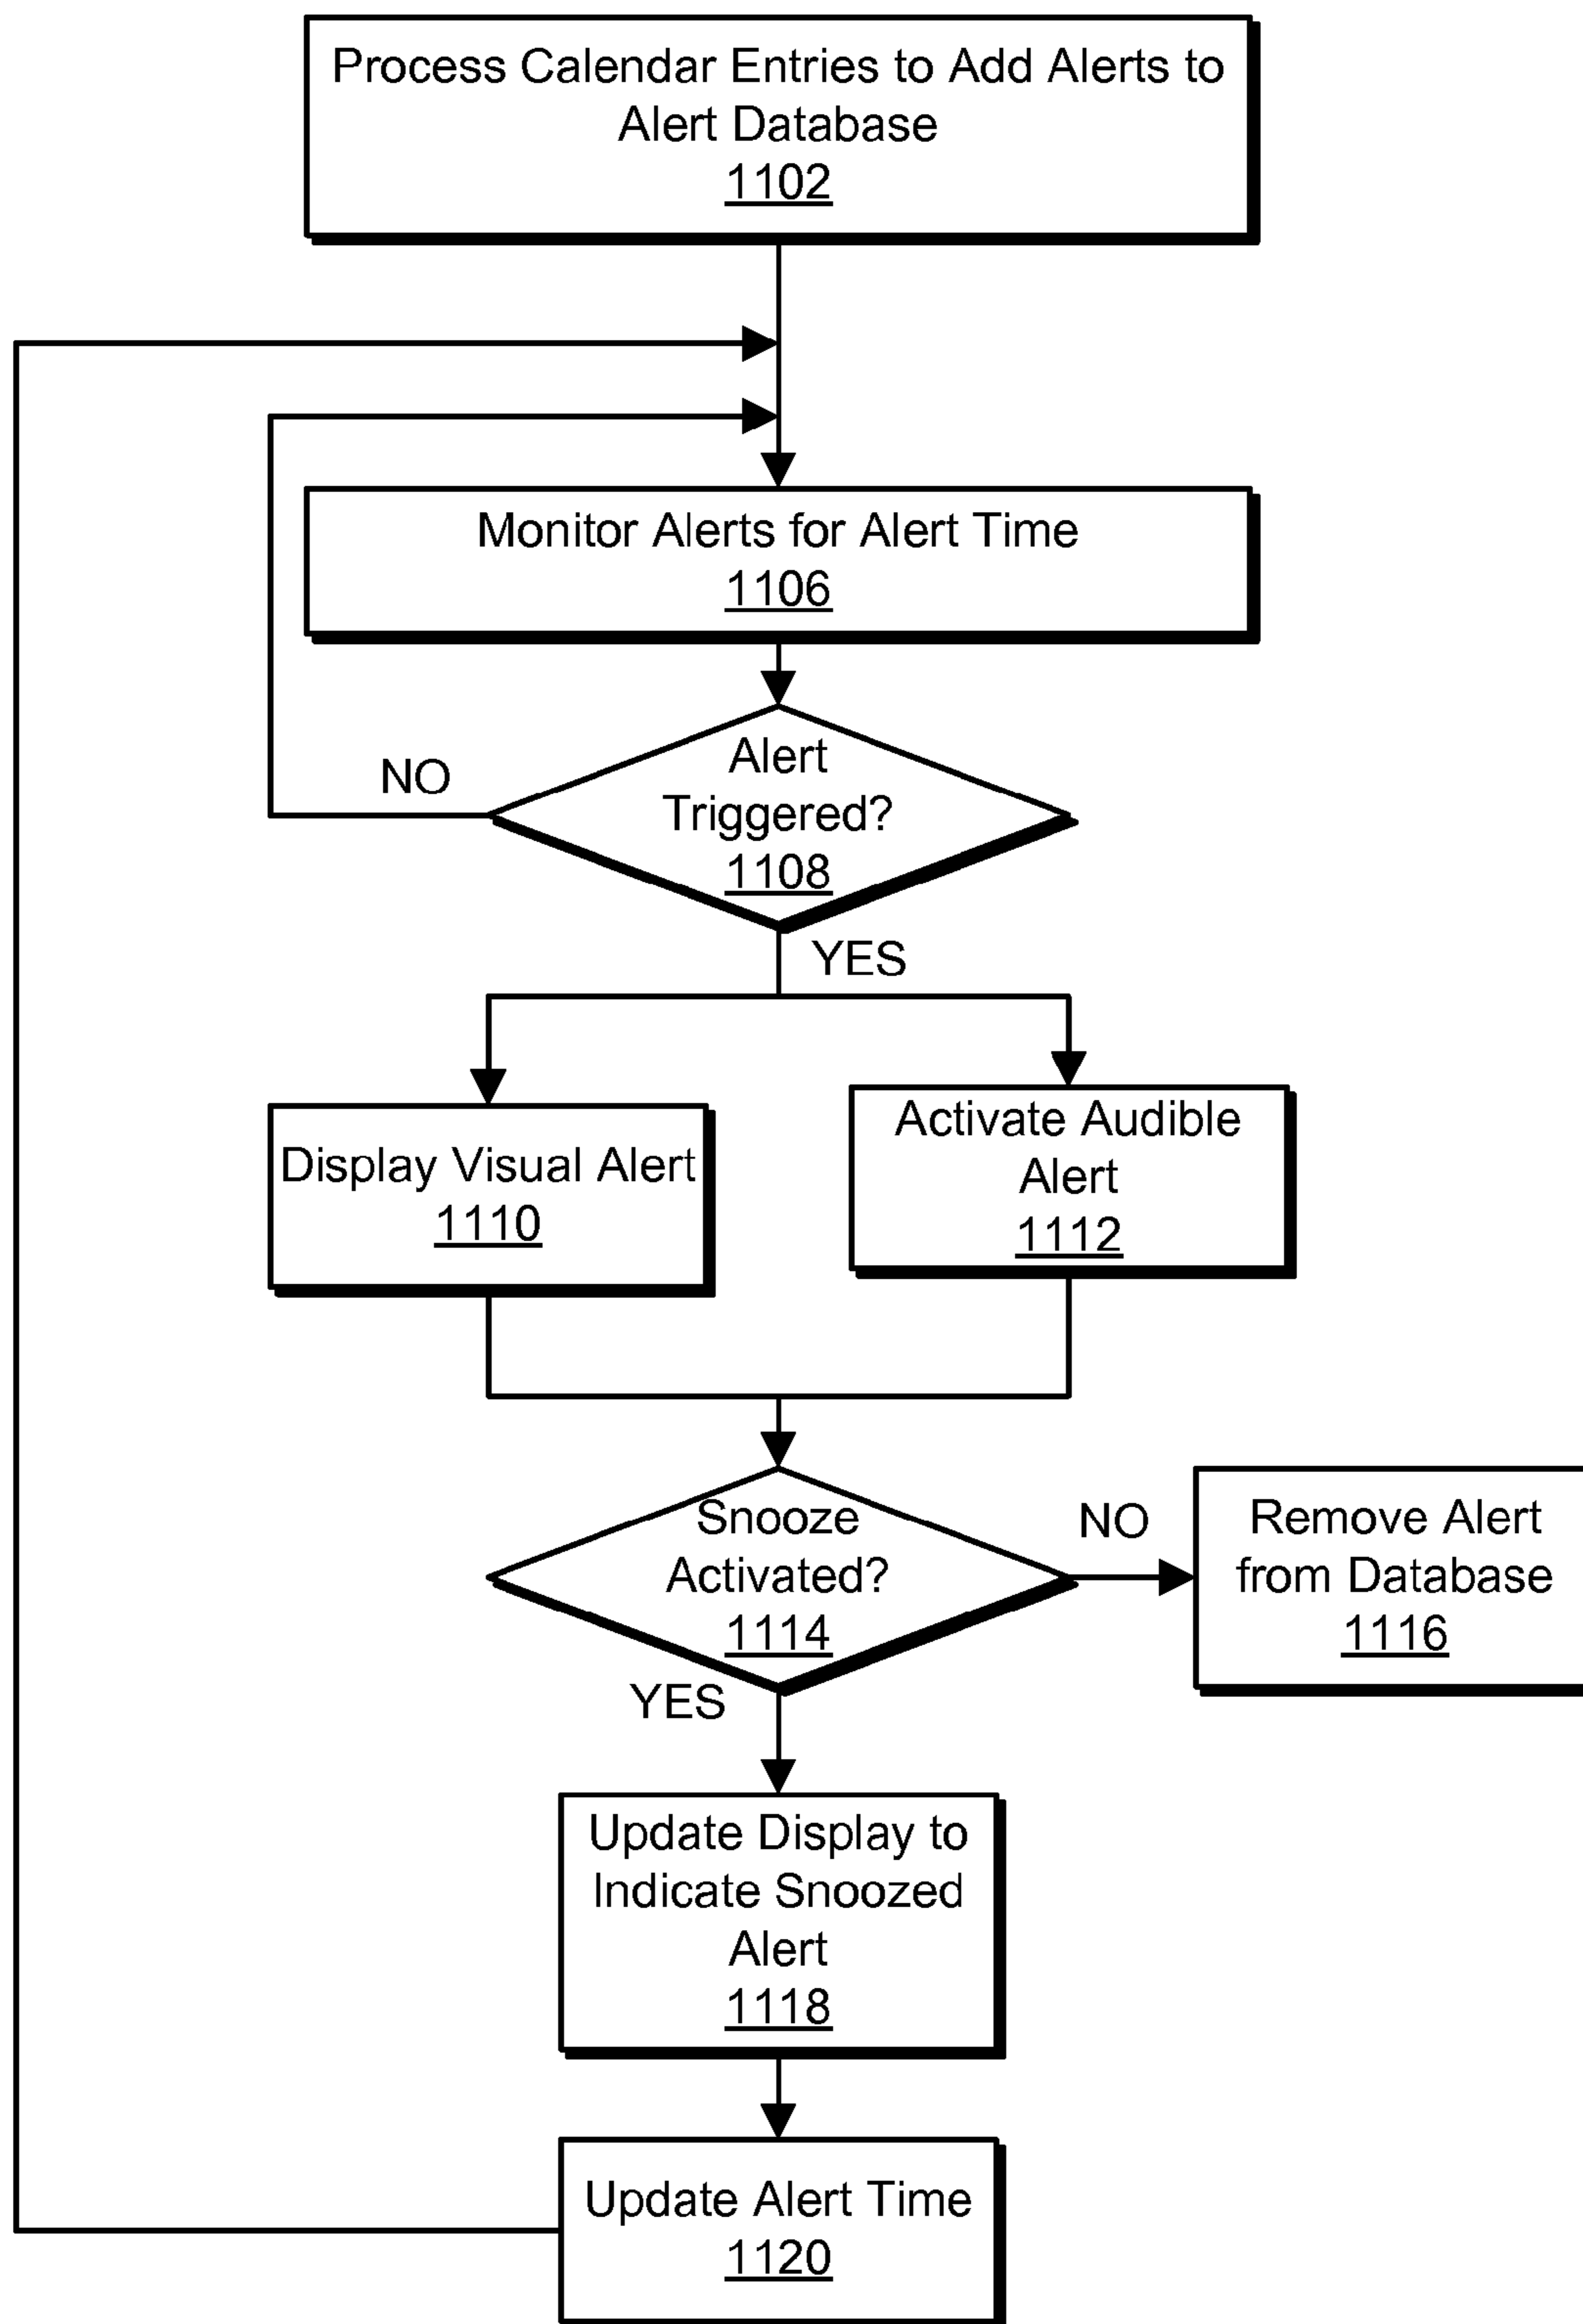 Process Calendar Entries to Add Alerts to
Alert Database
1102
Monitor Alerts for Alert Time
1106
Alert
Triggered?
1108
NO
YES
Display Visual Alert
1110
Activate Audible
Alert
1112
Snooze
Activated?
1114
NO
Remove Alert
from Database
1116
YES
Update Display to
Indicate Snoozed
Alert
1118
Update Alert Time
1120